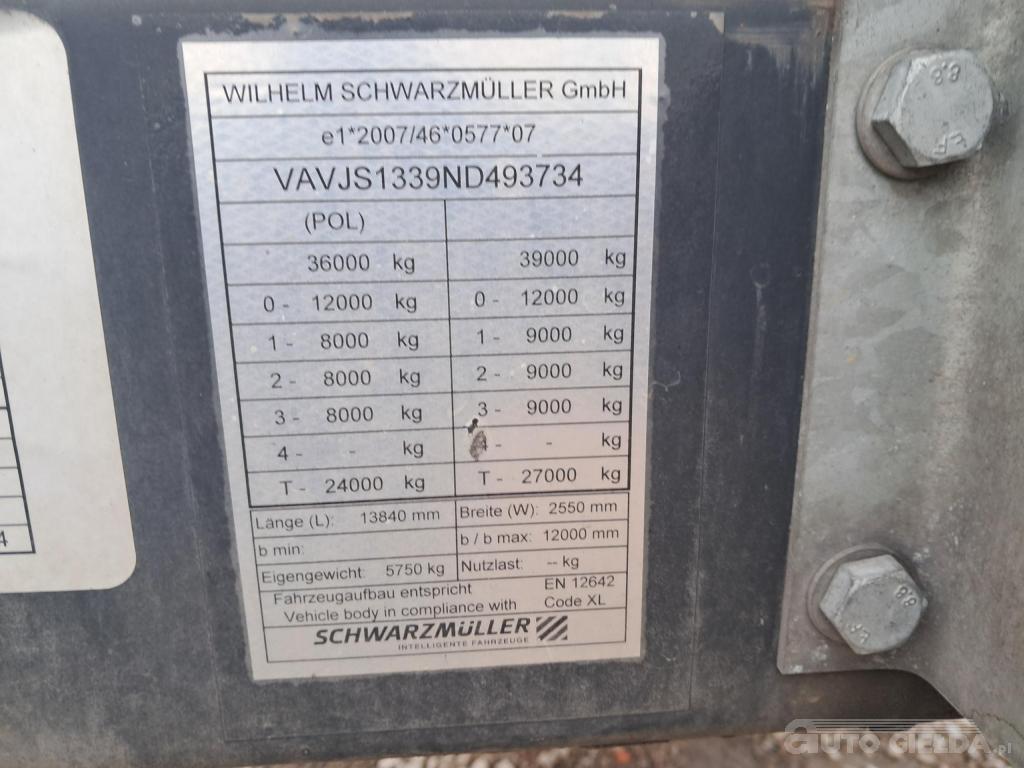 WILHELM SCHWARZMÜLLER GmbH
e1*2007/46*0577*07
VAVJS1339ND493734
(POL)
36000 kg 39000 kg
0 - 12000 kg 0 - 12000 kg
1 - 8000 kg 1 - 9000 kg
2 - 8000 kg 2 - 9000 kg
3 - 8000 kg 3 - 9000 kg
4 - - kg 4 - - kg
T - 24000 kg T - 27000 kg
Länge (L): 13840 mm Breite (W): 2550 mm
b min: b / b max: 12000 mm
Eigengewicht: 5750 kg Nutzlast: -- kg
Fahrzeugaufbau entspricht EN 12642
Vehicle body in compliance with Code XL
SCHWARZMÜLLER
INTELLIGENTE FAHRZEUGE
4
8.8
8.8
AUTO GIEŁDA.pl